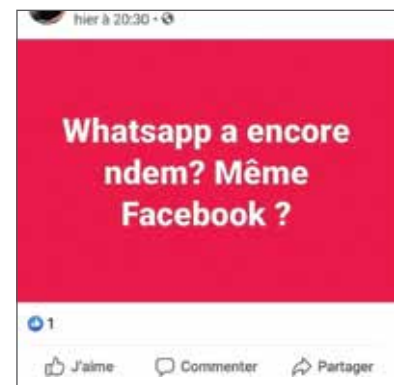 hier à 20:30 ·
Whatsapp a encore
ndem? Même
Facebook ?
1
J'aime Commenter Partager